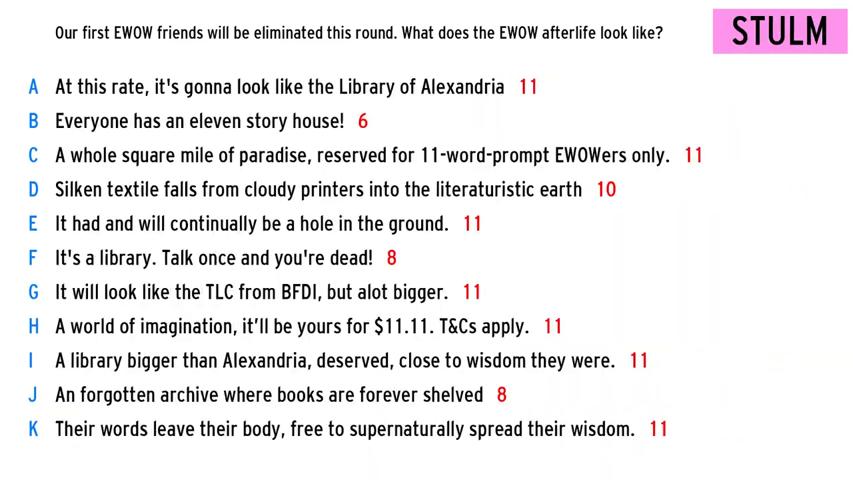 Our first EWOW friends will be eliminated this round. What does the EWOW afterlife look like?
STULM
A At this rate, it's gonna look like the Library of Alexandria 11
B Everyone has an eleven story house! 6
C A whole square mile of paradise, reserved for 11-word-prompt EWOWers only. 11
D Silken textile falls from cloudy printers into the literaturistic earth 10
E It had and will continually be a hole in the ground. 11
F It's a library. Talk once and you're dead! 8
G It will look like the TLC from BFDI, but alot bigger. 11
H A world of imagination, it’ll be yours for $11.11. T&Cs apply. 11
I A library bigger than Alexandria, deserved, close to wisdom they were. 11
J An forgotten archive where books are forever shelved 8
K Their words leave their body, free to supernaturally spread their wisdom. 11